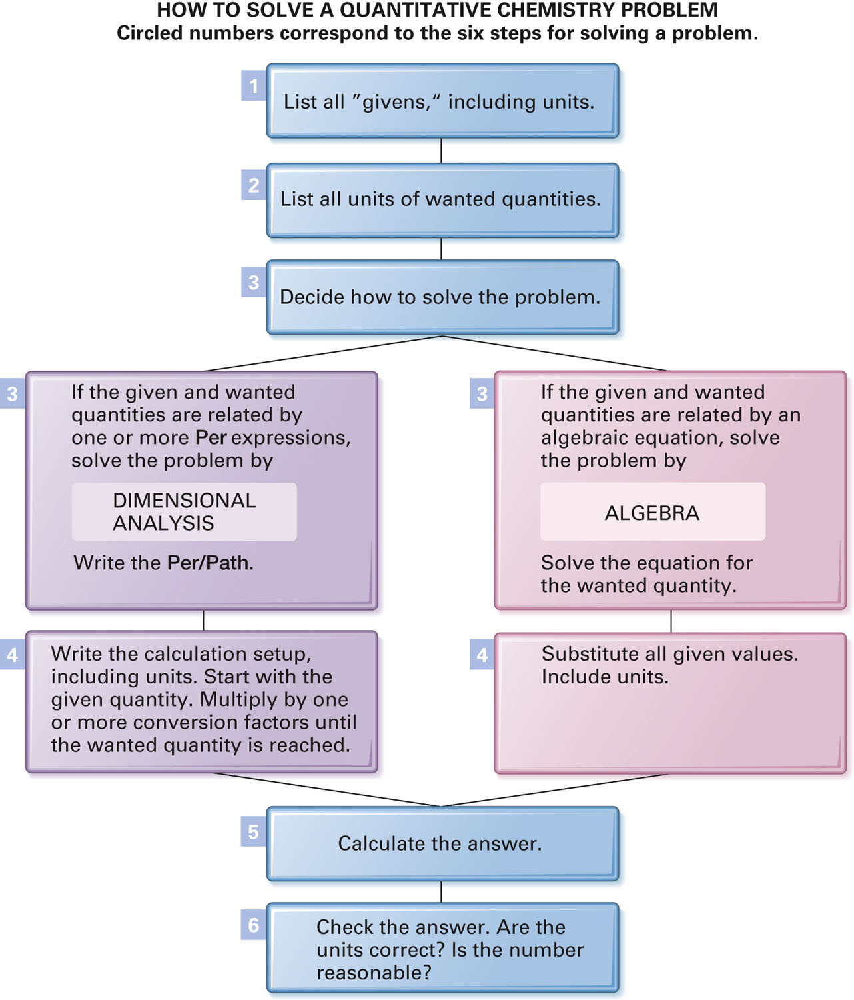 HOW TO SOLVE A QUANTITATIVE CHEMISTRY PROBLEM
Circled numbers correspond to the six steps for solving a problem.
1
List all ”givens,“ including units.
2
List all units of wanted quantities.
3
Decide how to solve the problem.
3
If the given and wanted
quantities are related by
one or more Per expressions,
solve the problem by
DIMENSIONAL
ANALYSIS
Write the Per/Path.
3
If the given and wanted
quantities are related by an
algebraic equation, solve
the problem by
ALGEBRA
Solve the equation for
the wanted quantity.
4
Write the calculation setup,
including units. Start with the
given quantity. Multiply by one
or more conversion factors until
the wanted quantity is reached.
4
Substitute all given values.
Include units.
5
Calculate the answer.
6
Check the answer. Are the
units correct? Is the number
reasonable?